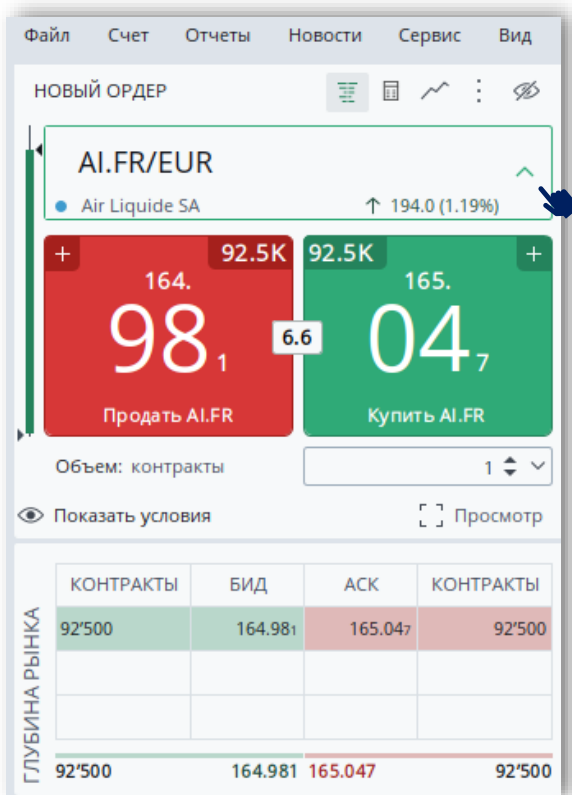 Файл Счет Отчеты Новости Сервис Вид
НОВЫЙ ОРДЕР
AI.FR/EUR
Air Liquide SA ↑ 194.0 (1.19%)
+ 92.5K 92.5K +
164. 165.
98 1 6.6 04 7
Продать AI.FR Купить AI.FR
Объем: контракты 1
Показать условия Просмотр
ГЛУБИНА РЫНКА
КОНТРАКТЫ БИД АСК КОНТРАКТЫ
92'500 164.981 165.047 92'500
92'500 164.981 165.047 92'500